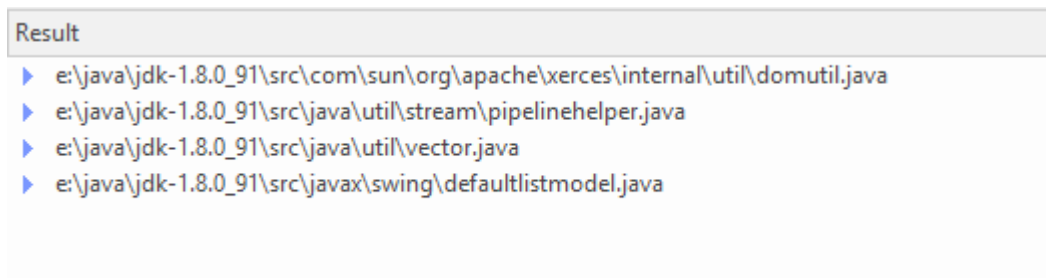 Result
e:\java\jdk-1.8.0_91\src\com\sun\org\apache\xerces\internal\util\domutil.java
e:\java\jdk-1.8.0_91\src\java\util\stream\pipelinehelper.java
e:\java\jdk-1.8.0_91\src\java\util\vector.java
e:\java\jdk-1.8.0_91\src\javax\swing\defaultlistmodel.java